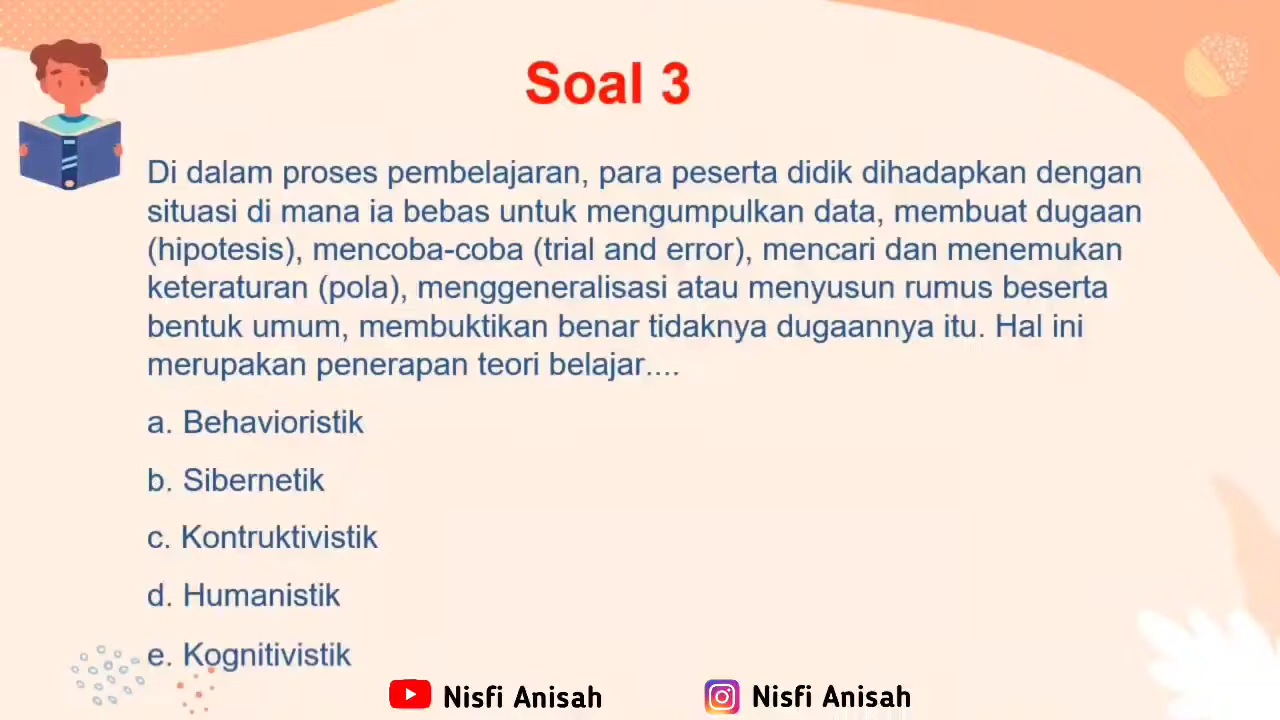 Soal 3
Di dalam proses pembelajaran, para peserta didik dihadapkan dengan
situasi di mana ia bebas untuk mengumpulkan data, membuat dugaan
(hipotesis), mencoba-coba (trial and error), mencari dan menemukan
keteraturan (pola), menggeneralisasi atau menyusun rumus beserta
bentuk umum, membuktikan benar tidaknya dugaannya itu. Hal ini
merupakan penerapan teori belajar....
a. Behavioristik
b. Sibernetik
c. Kontruktivistik
d. Humanistik
e. Kognitivistik
Nisfi Anisah
Nisfi Anisah